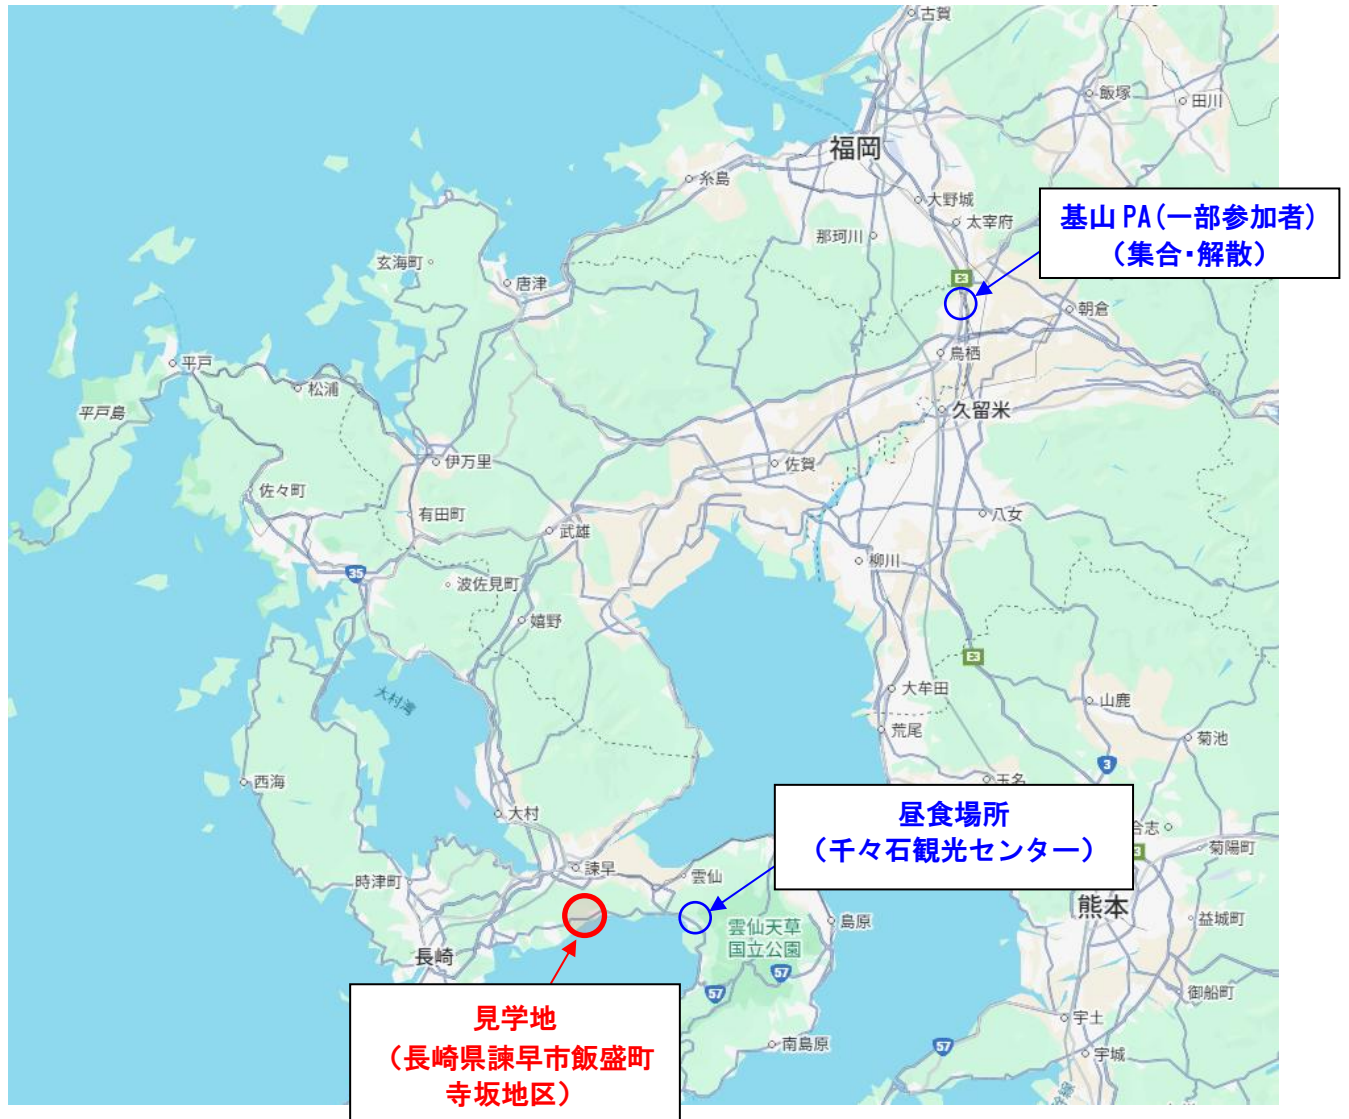 古賀
飯塚
田川
福岡
糸島
大野城
太宰府
那珂川
基山 PA(一部参加者)
(集合・解散)
玄海町
唐津
朝倉
鳥栖
平戸
松浦
平戸島
久留米
伊万里
佐賀
佐々町
有田町
武雄
八女
柳川
35
波佐見町
嬉野
大村湾
大牟田
山鹿
荒尾
菊池
3
西海
玉名
大村
昼食場所
(千々石観光センター)
合志
3
菊陽町
諫早
雲仙
時津町
熊本
益城町
島原
雲仙天草
国立公園
長崎
57
57
御船町
見学地
(長崎県諫早市飯盛町
寺坂地区)
宇土
南島原
57
宇城